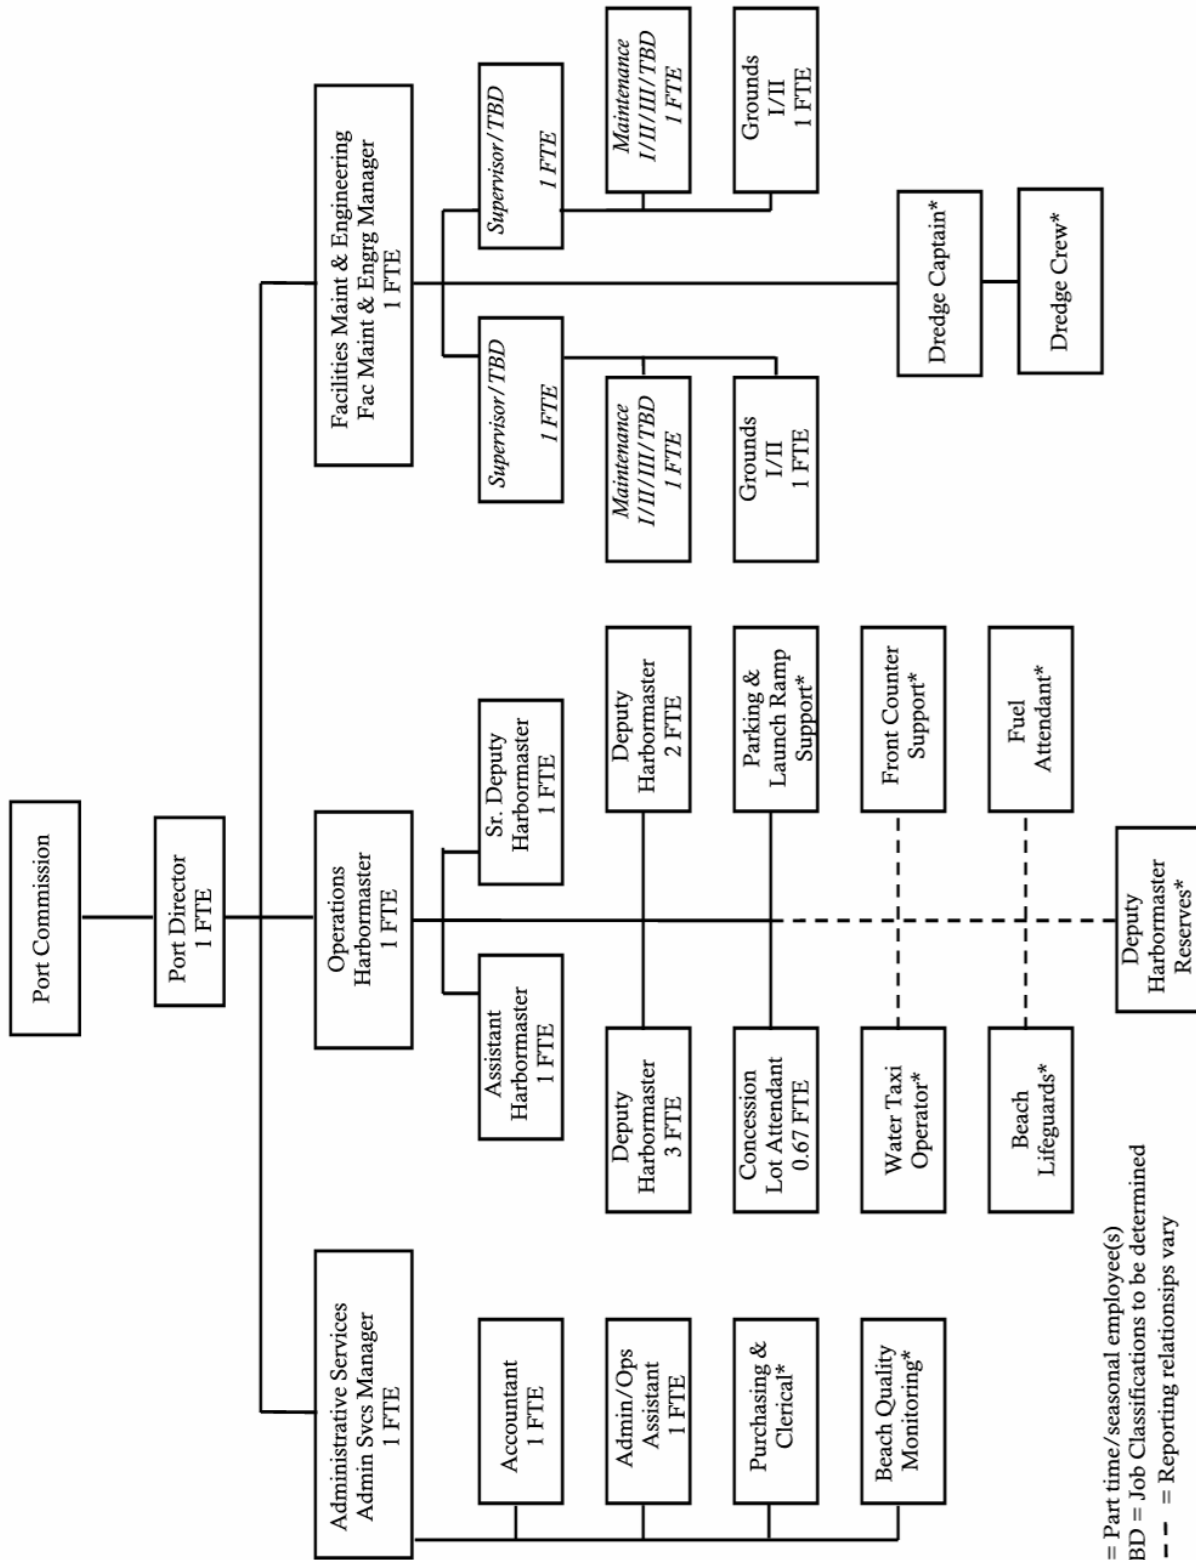 Port Commission
Port Director
1 FTE
Administrative Services
Admin Svcs Manager
1 FTE
Accountant
1 FTE
Admin/Ops
Assistant
1 FTE
Purchasing &
Clerical*
Beach Quality
Monitoring*
Operations
Harbormaster
1 FTE
Assistant
Harbormaster
1 FTE
Sr. Deputy
Harbormaster
1 FTE
Deputy
Harbormaster
3 FTE
Deputy
Harbormaster
2 FTE
Concession
Lot Attendant
0.67 FTE
Parking &
Launch Ramp
Support*
Water Taxi
Operator*
Front Counter
Support*
Beach
Lifeguards*
Fuel
Attendant*
Deputy
Harbormaster
Reserves*
Facilities Maint & Engineering
Fac Maint & Engrg Manager
1 FTE
Supervisor/TBD
1 FTE
Supervisor/TBD
1 FTE
Maintenance
I/II/III/TBD
1 FTE
Maintenance
I/II/III/TBD
1 FTE
Grounds
I/II
1 FTE
Grounds
I/II
1 FTE
Dredge Captain*
Dredge Crew*
= Part time/seasonal employee(s)
BD = Job Classifications to be determined
= Reporting relationsips vary